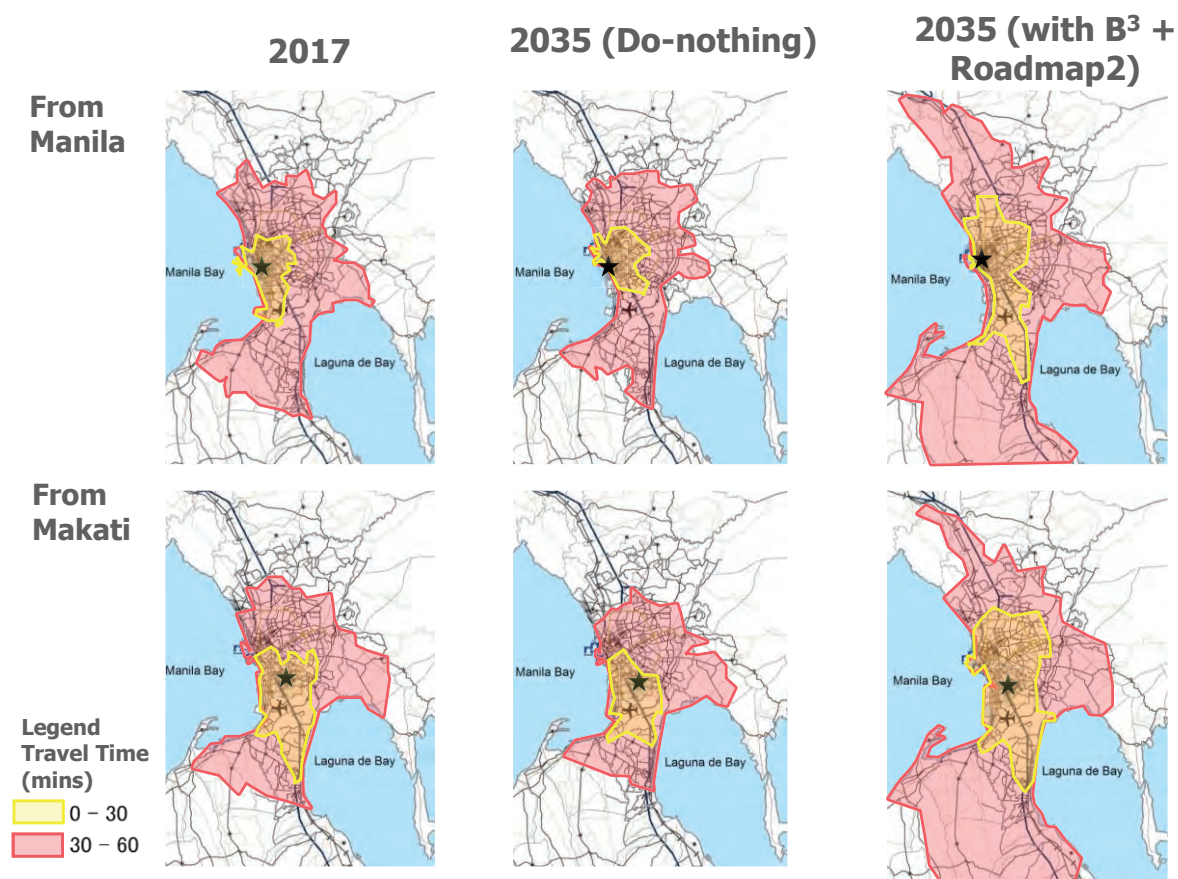 2017
2035 (Do-nothing)
2035 (with B³ +
Roadmap2)
From
Manila
Manila Bay
Laguna de Bay
Manila Bay
Laguna de Bay
Manila Bay
Laguna de Bay
From
Makati
Manila Bay
Laguna de Bay
Manila Bay
Laguna de Bay
Manila Bay
Laguna de Bay
Legend
Travel Time
(mins)
0 – 30
30 – 60